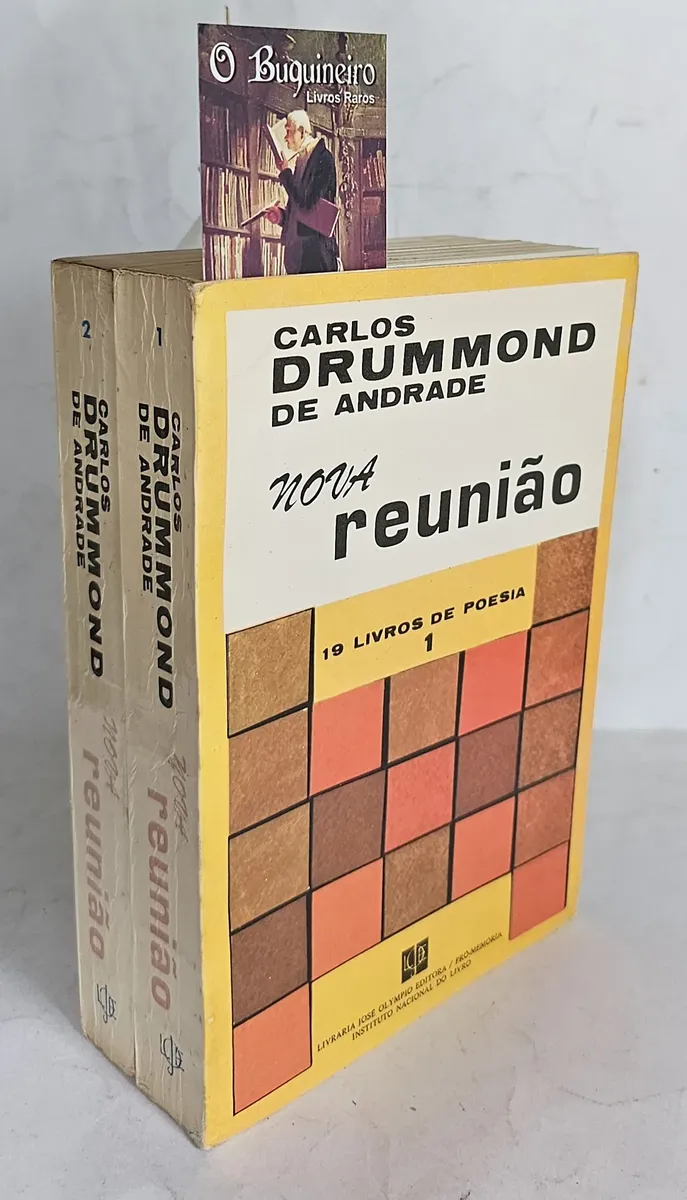 O Buquineiro
Livros Raros
CARLOS
DRUMMOND
DE ANDRADE
NOVA
reunião
19 LIVROS DE POESIA
1
LIVRARIA JOSÉ OLYMPIO EDITORA / PRO-MEMÓRIA
INSTITUTO NACIONAL DO LIVRO
2
CARLOS
DRUMMOND
DE ANDRADE
NOVA
reunião
1
CARLOS
DRUMMOND
DE ANDRADE
NOVA
reunião